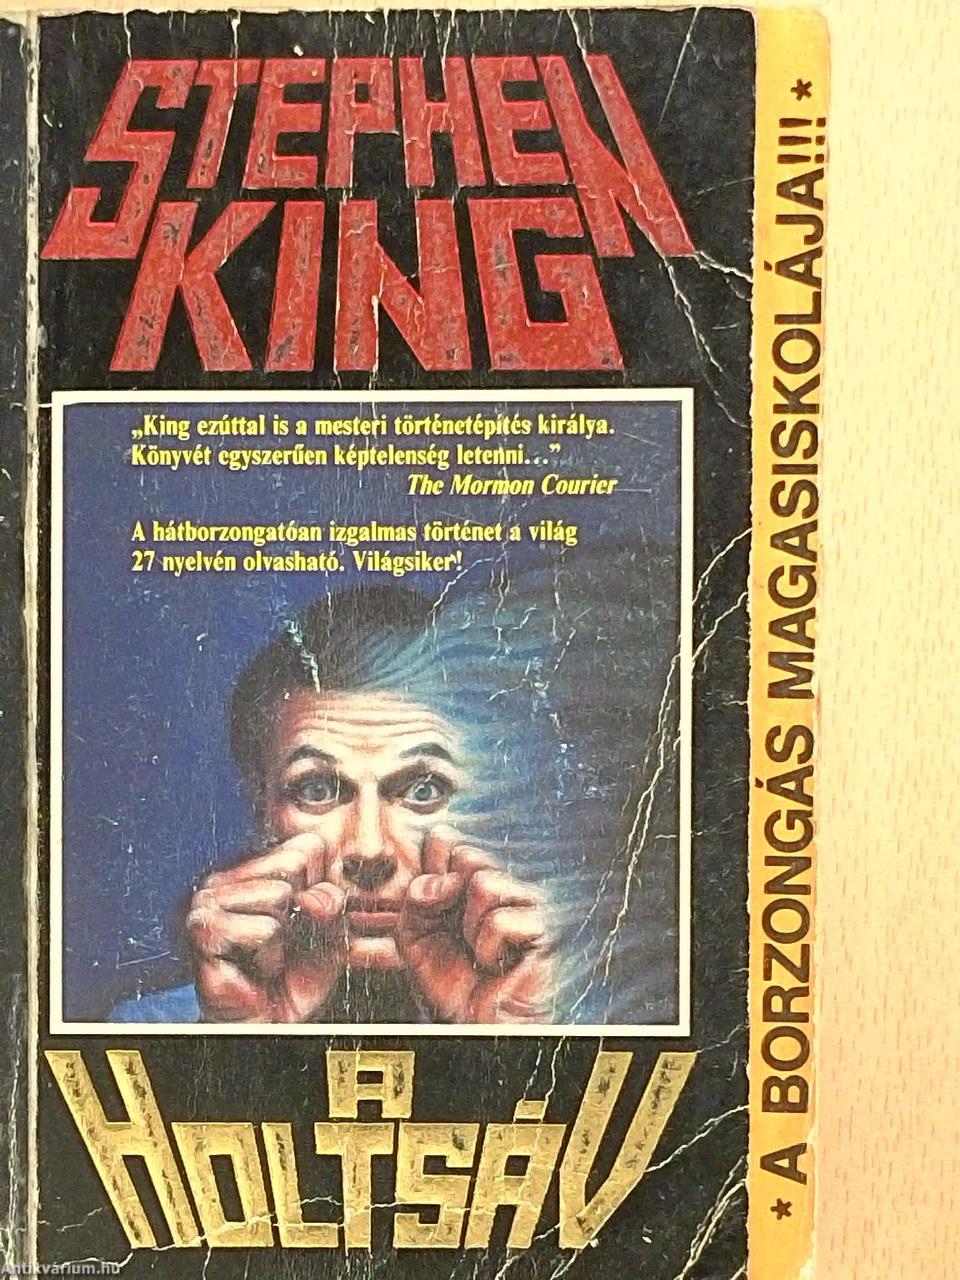 STEPHEN
KING
„King ezúttal is a mesteri történetépítés királya.
Könyvét egyszerűen képtelenség letenni...”
The Mormon Courier
A hátborzongatóan izgalmas történet a világ
27 nyelvén olvasható. Világsiker!
A
HOLTSÁV
* A BORZONGÁS MAGASISKOLÁJA!!! *
Antikvárium.hu